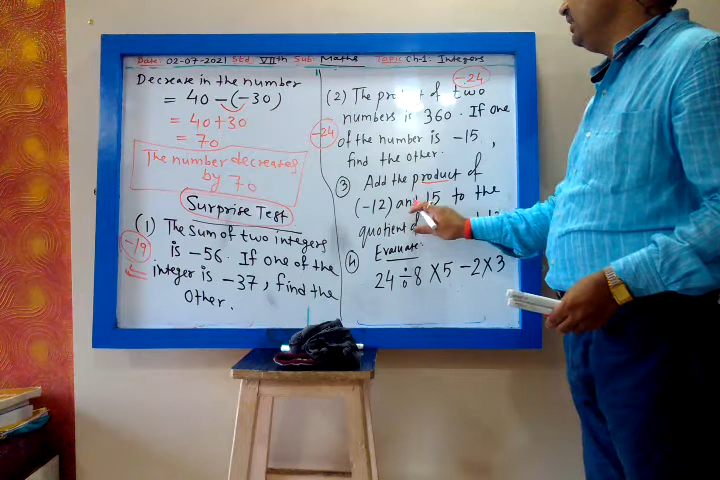 Date: 02-07-2021 Std: VIIth Sub: Maths Topic: Ch-1: Integers
Decrease in the number
= 40 - (-30)
= 40 + 30
= 70
The number decreases
by 70
Surprise Test
(1) The sum of two integers
-19
is -56. If one of the
integer is -37, find the
other.
-24
(2) The of two
numbers is 360. If one
-24
of the number is -15,
find the other.
(3) Add the product of
(-12) and 15 to the
quotient
(4) Evaluate:
24 ÷ 8 × 5 - 2 × 3